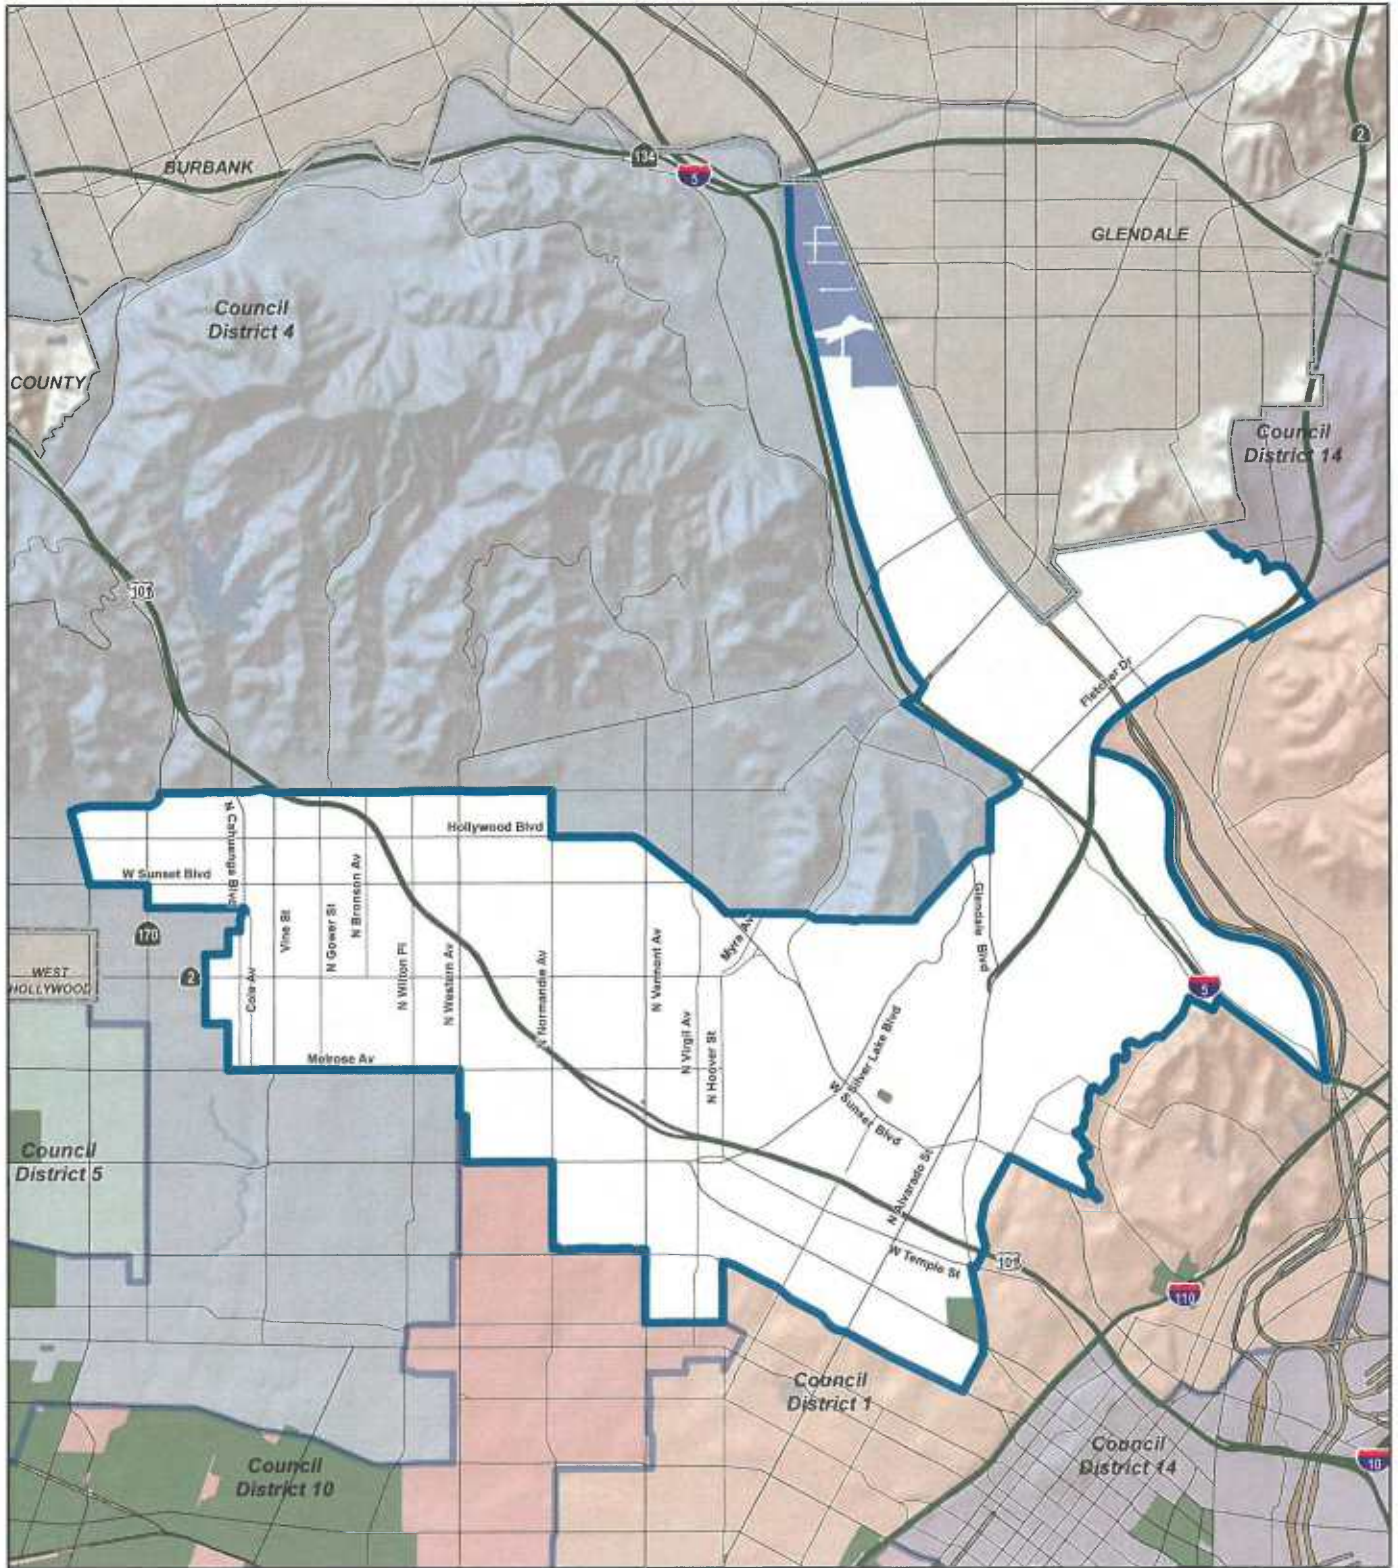 2
134
BURBANK
5
GLENDALE
Council
District 4
COUNTY
Council
District 14
101
Fletcher Dr
N Cahuenga Blvd
Hollywood Blvd
W Sunset Blvd
Vine St
N Gower St
N Bronson Av
Glendale Blvd
170
Myra Av
N Wilton Pl
N Western Av
N Normandie Av
N Vermont Av
WEST
HOLLYWOOD
2
Cole Av
5
N Virgil Av
N Hoover St
Silver Lake Blvd
Melrose Av
W Sunset Blvd
Council
District 5
N Alvarado St
W Temple St
101
110
Council
District 1
Council
District 14
Council
District 10
10